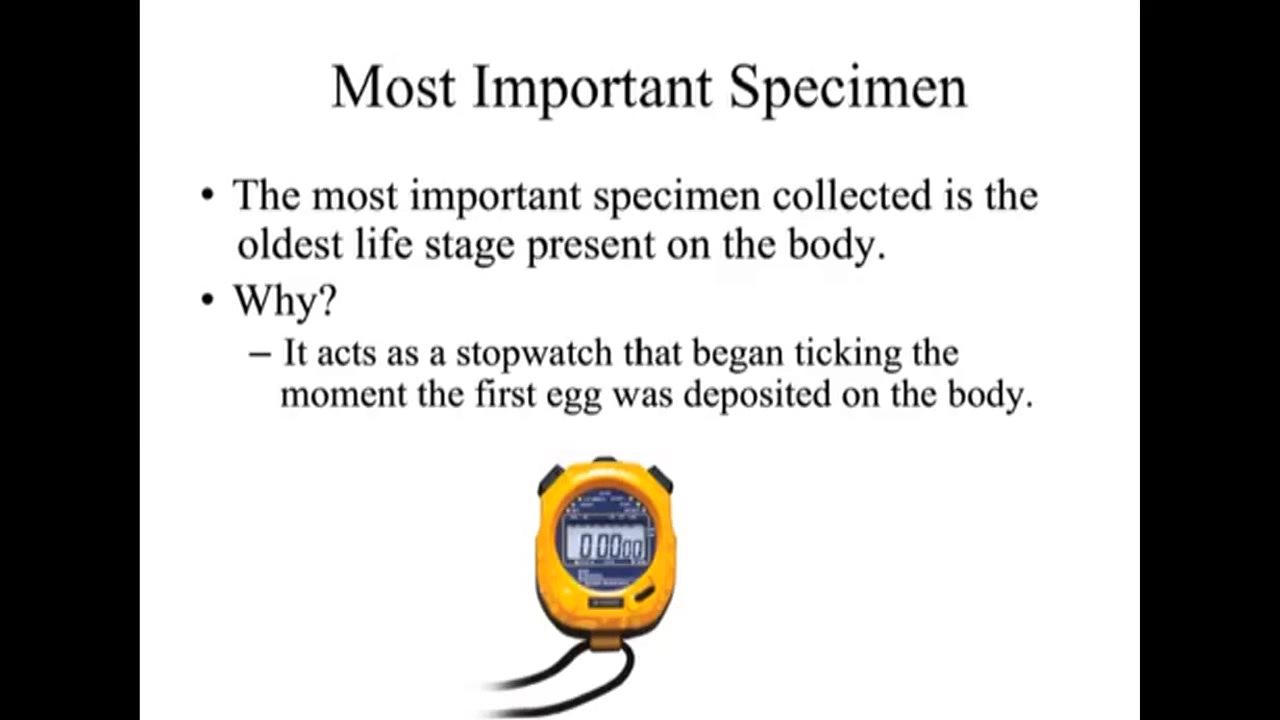 Most Important Specimen
• The most important specimen collected is the
oldest life stage present on the body.
• Why?
– It acts as a stopwatch that began ticking the
moment the first egg was deposited on the body.
00000